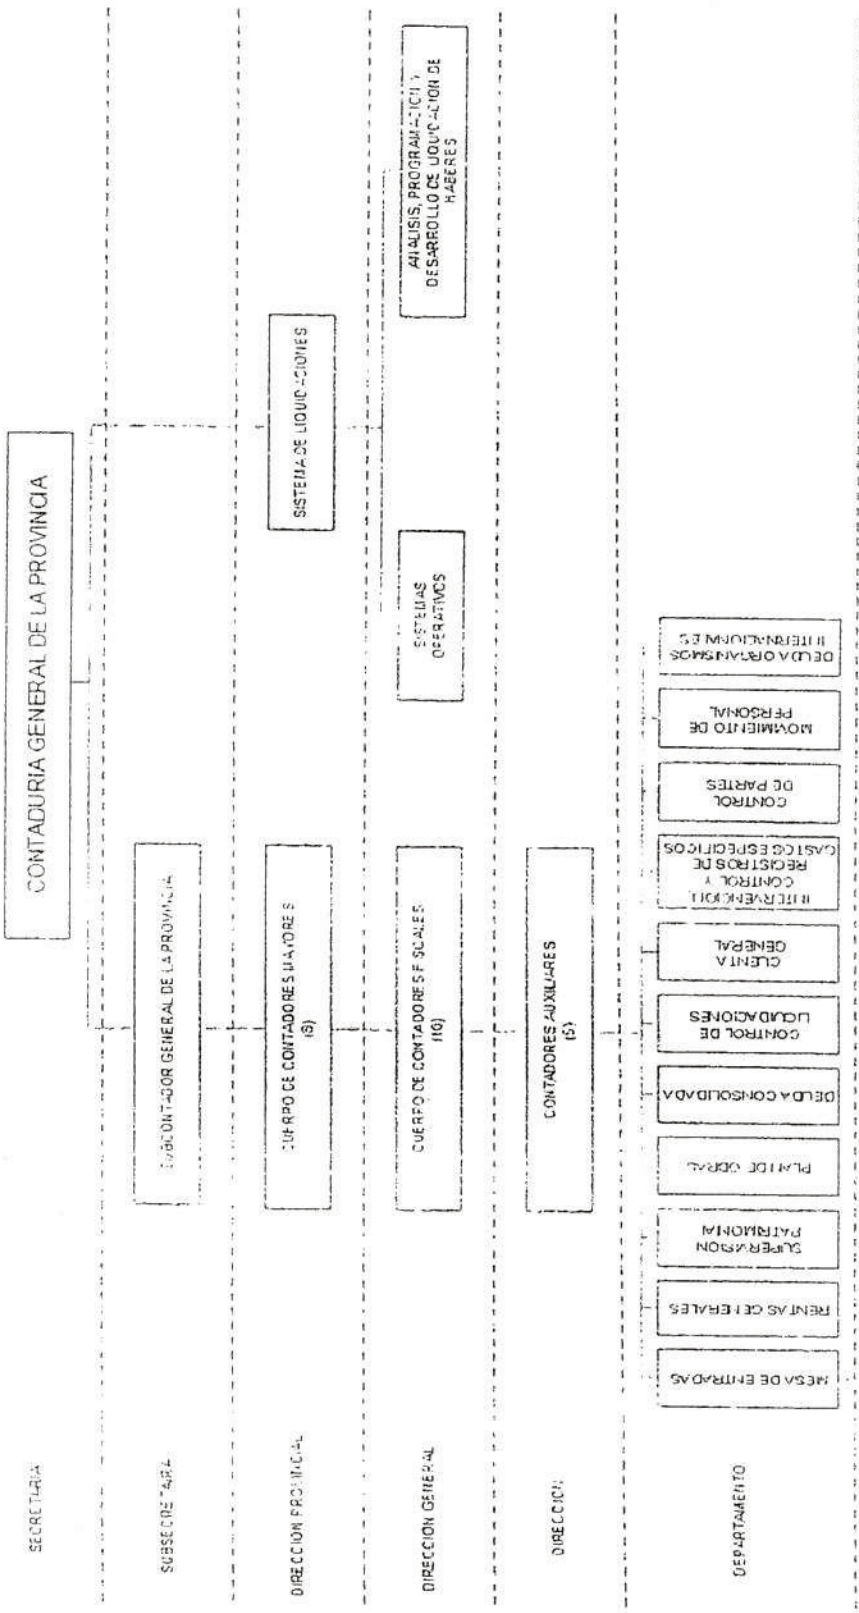 SECRETARIA
CONTADURIA GENERAL DE LA PROVINCIA
SUBSECRETARIA
SUBCONTADOR GENERAL DE LA PROVINCIA
DIRECCION PROVINCIAL
CUERPO DE CONTADORES MAYORES
(8)
SISTEMA DE LIQUIDACIONES
DIRECCION GENERAL
CUERPO DE CONTADORES FISCALES
SISTEMAS
OPERATIVOS
ANALISIS, PROGRAMACION Y
DESARROLLO DE LIQUIDACION DE
HABERES
DIRECCION
CONTADORES AUXILIARES
DEPARTAMENTO
MESA DE ENTRADAS
RENTAS GENERALES
SUPERVISION
PATRIMONIAL
PLAN DE OBRAS
DEUDA CONSOLIDADA
CONTROL DE
LIQUIDACIONES
CUENTA
GENERAL
INTERVENCION,
CONTROL Y
REGISTROS DE
GASTOS ESPECIFICOS
CONTROL
DE PARTES
MOVIMIENTO DE
PERSONAL
DEUDA ORGANISMOS
INTERNACIONALES